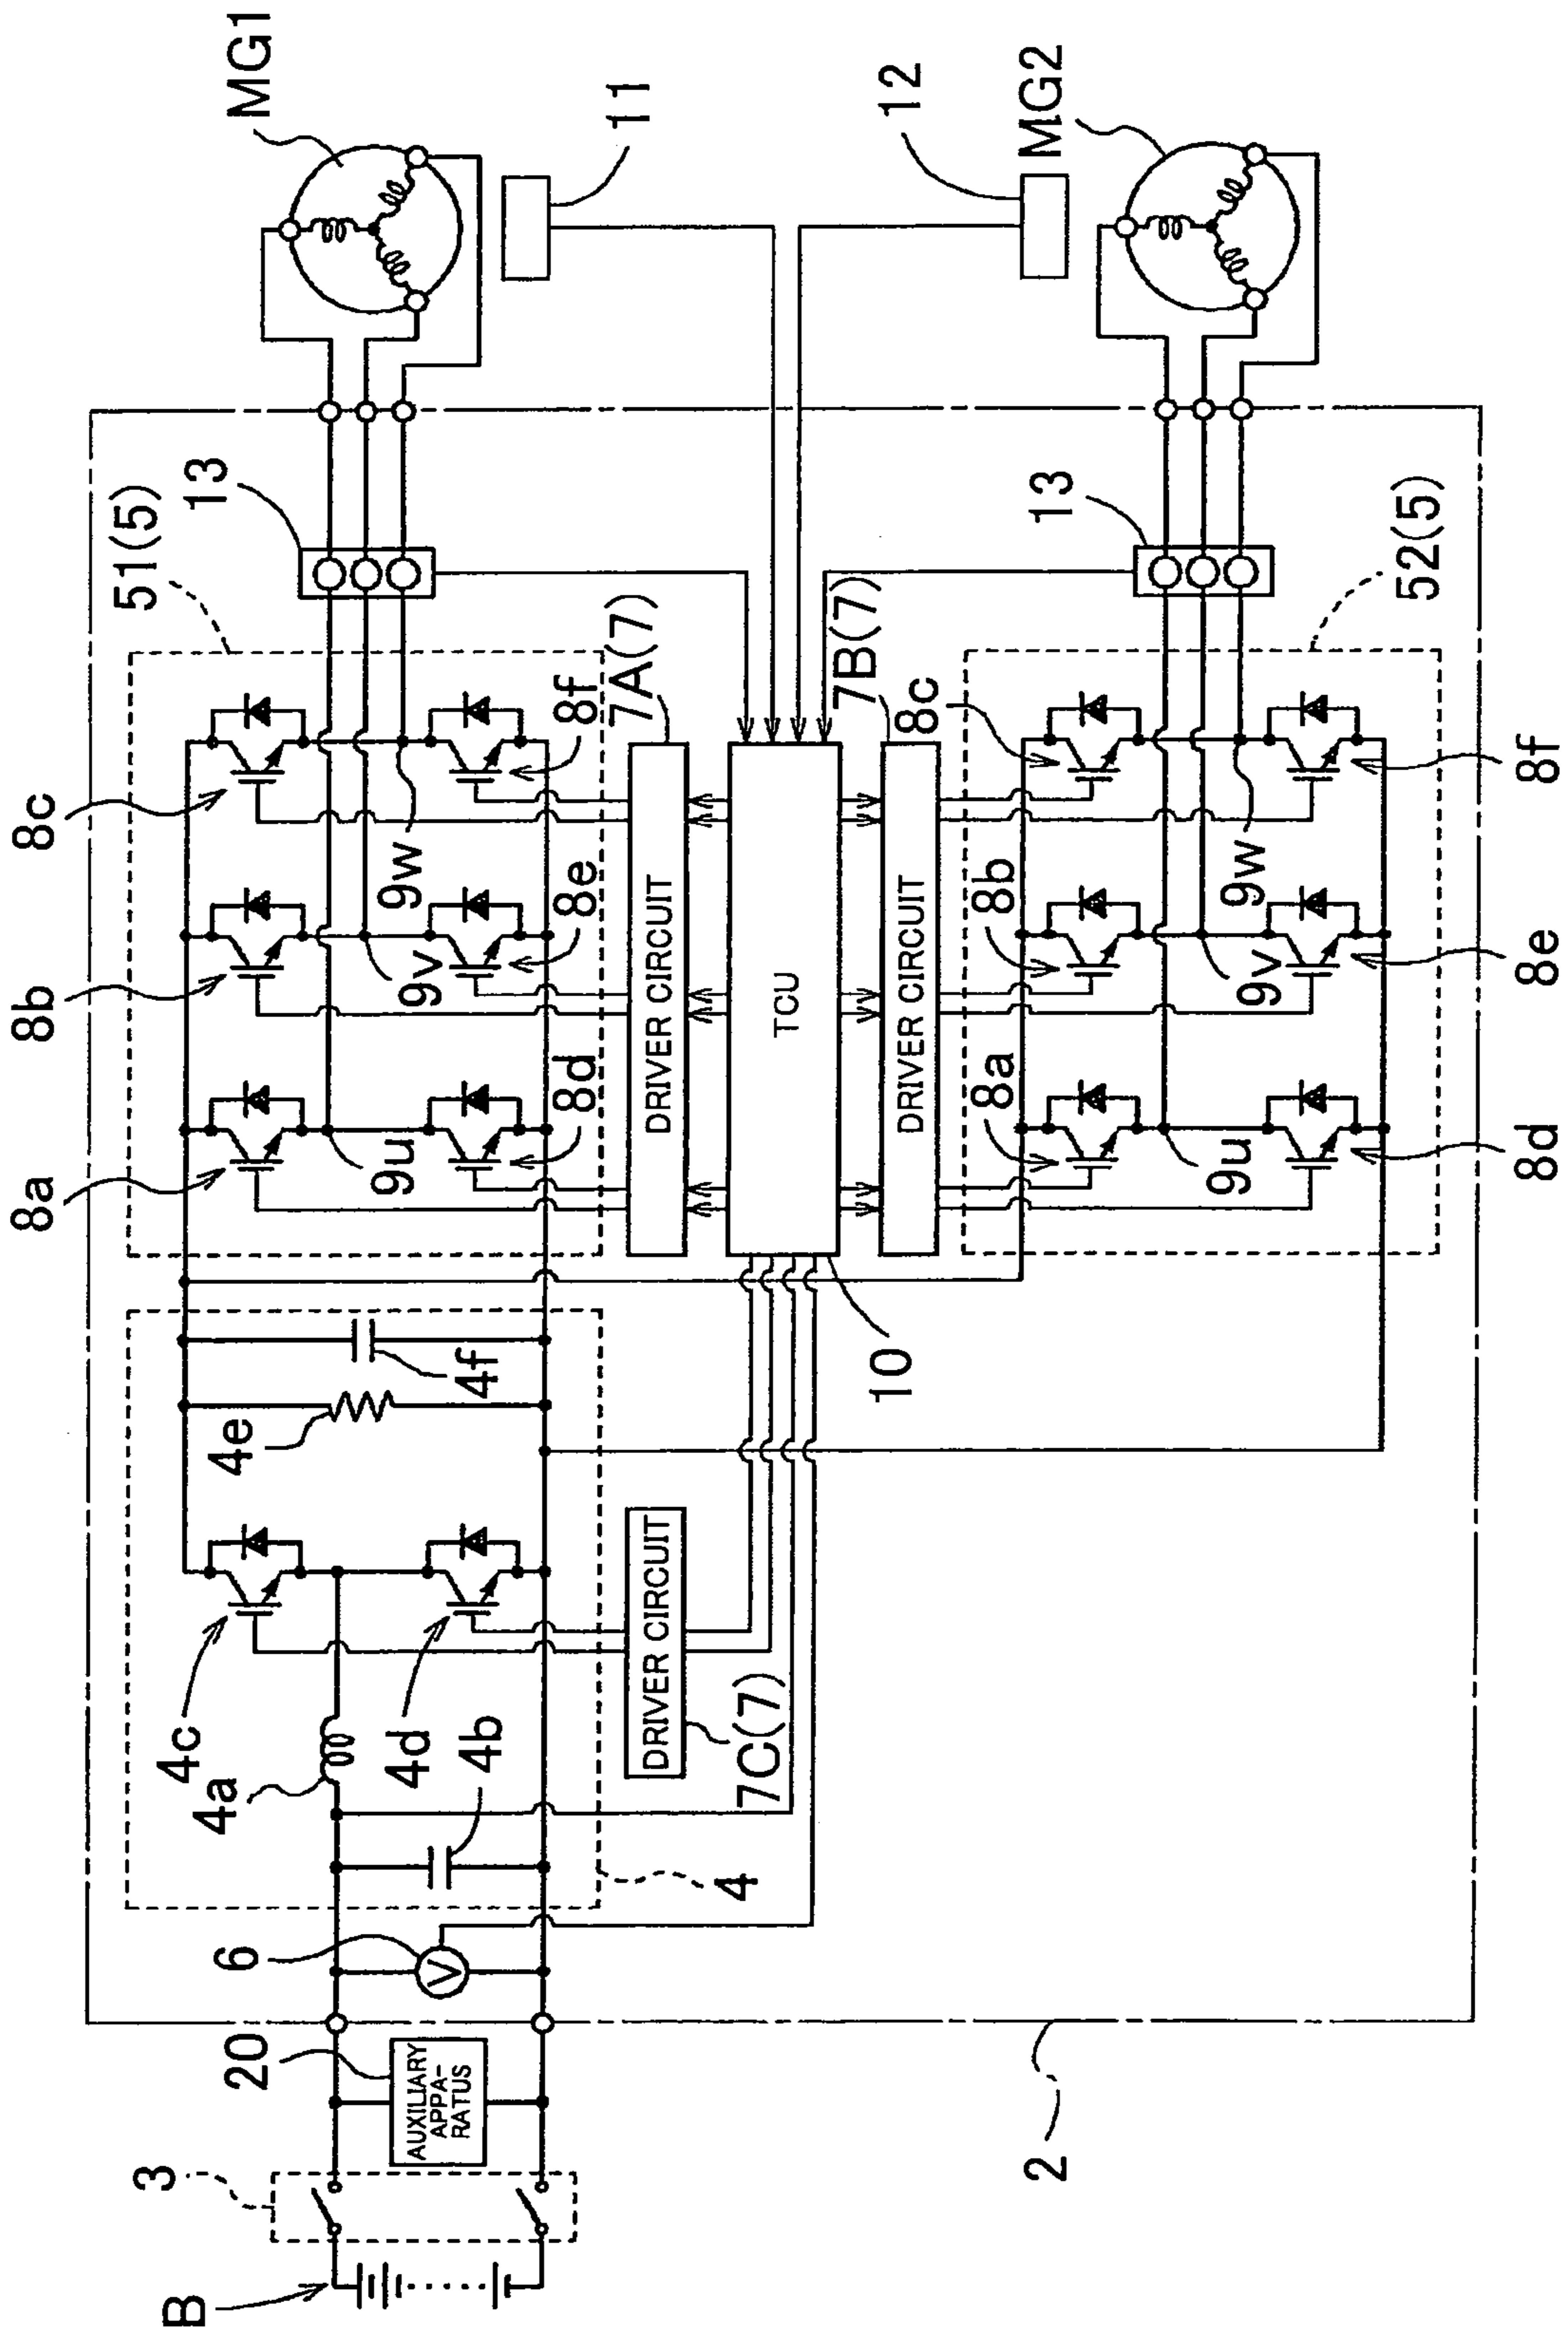 MG1
11
12
MG2
51(5)
13
13
52(5)
8c
8f
7A(7)
7B(7)
8c
8f
9w
9w
8b
8e
9v
8b
9v
8e
DRIVER CIRCUIT
TCU
DRIVER CIRCUIT
8a
8d
9u
8a
9u
8d
4f
4e
10
4c
4a
4d
4b
DRIVER CIRCUIT
7C(7)
4
6
V
20
AUXILIARY
APPA-
RATUS
2
3
B